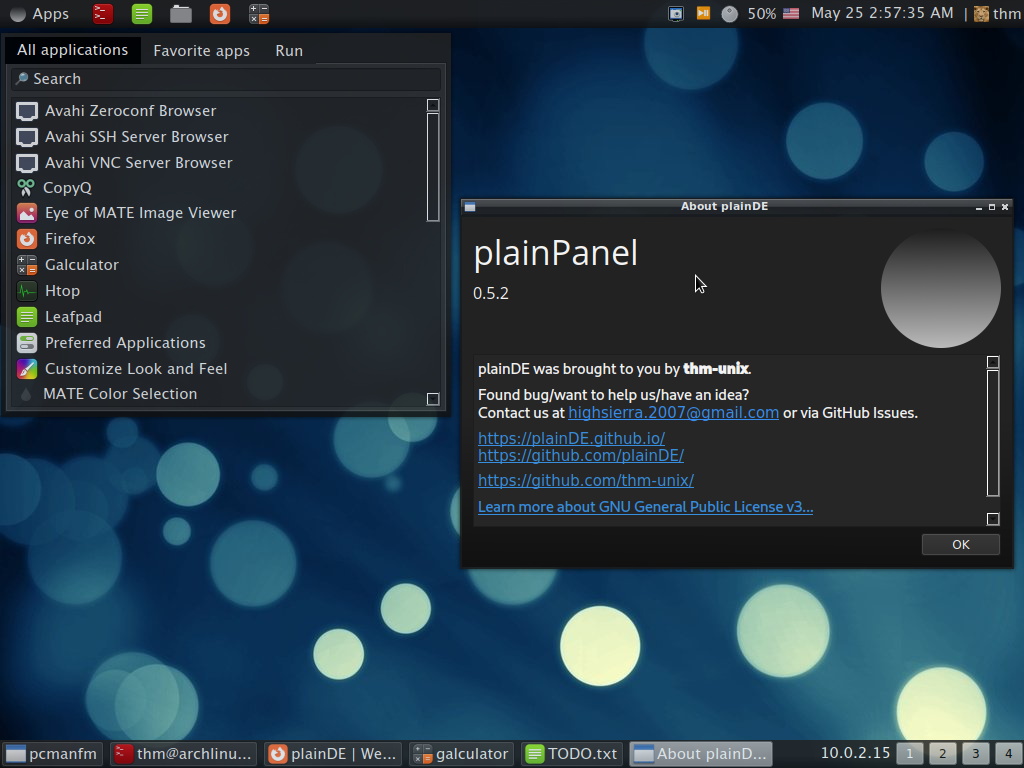 Apps 50% May 25 2:57:35 AM | thm
All applications Favorite apps Run
Search
Avahi Zeroconf Browser
Avahi SSH Server Browser
Avahi VNC Server Browser
CopyQ
Eye of MATE Image Viewer
Firefox
Galculator
Htop
Leafpad
Preferred Applications
Customize Look and Feel
MATE Color Selection
About plainDE
plainPanel
0.5.2
plainDE was brought to you by thm-unix.
Found bug/want to help us/have an idea?
Contact us at highsierra.2007@gmail.com or via GitHub Issues.
https://plainDE.github.io/
https://github.com/plainDE/
https://github.com/thm-unix/
Learn more about GNU General Public License v3...
OK
pcmanfm thm@archlinu... plainDE | We... galculator TODO.txt About plainD... 10.0.2.15 1 2 3 4